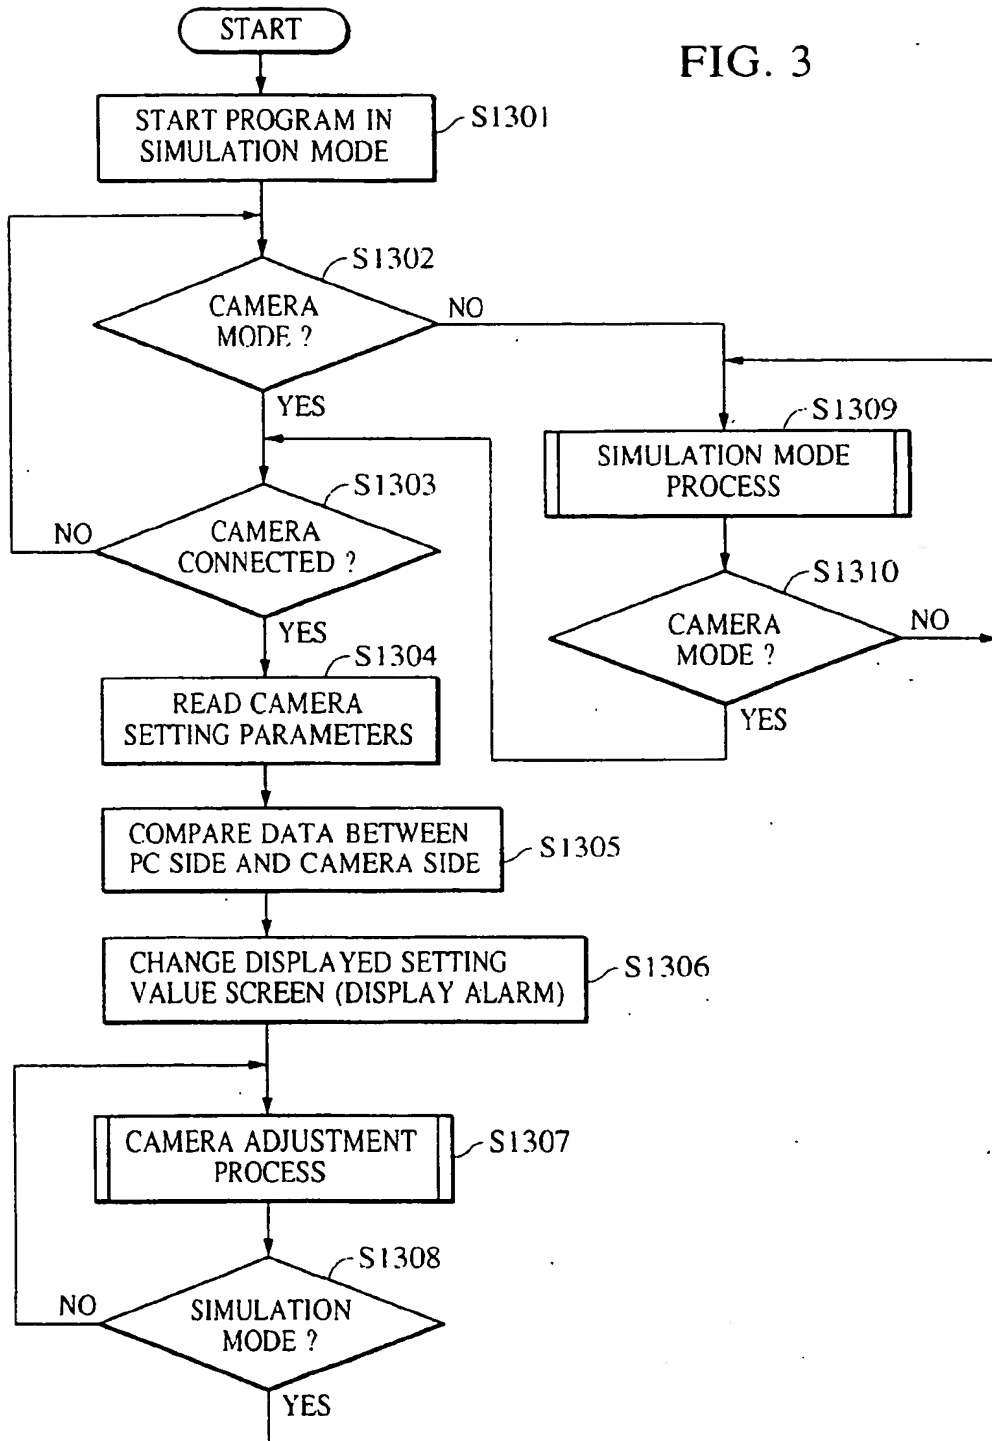 START
FIG. 3
START PROGRAM IN
SIMULATION MODE
S1301
S1302
CAMERA
MODE ?
NO
YES
S1309
SIMULATION MODE
PROCESS
S1303
CAMERA
CONNECTED ?
NO
YES
S1310
CAMERA
MODE ?
NO
YES
S1304
READ CAMERA
SETTING PARAMETERS
COMPARE DATA BETWEEN
PC SIDE AND CAMERA SIDE
S1305
CHANGE DISPLAYED SETTING
VALUE SCREEN (DISPLAY ALARM)
S1306
CAMERA ADJUSTMENT
PROCESS
S1307
S1308
SIMULATION
MODE ?
NO
YES